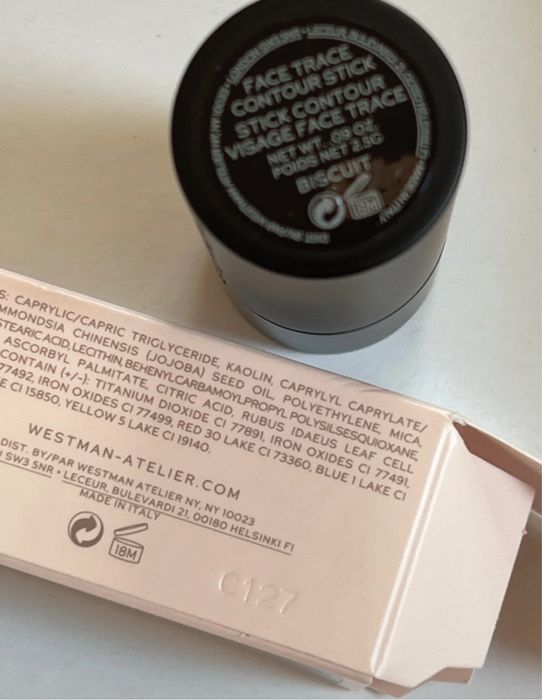 FACE TRACE
CONTOUR STICK
STICK CONTOUR
VISAGE FACE TRACE
NET WT. .09 OZ.
POIDS NET 2.5G
BISCUIT
18M
S: CAPRYLIC/CAPRIC TRIGLYCERIDE, KAOLIN, CAPRYLYL CAPRYLATE/
MMONDSIA CHINENSIS (JOJOBA) SEED OIL, POLYETHYLENE, MICA,
STEARIC ACID, LECITHIN, BEHENYLCARBAMOYLPROPYL POLYSILSESQUIOXANE,
ASCORBYL PALMITATE, CITRIC ACID, RUBUS IDAEUS LEAF CELL
CONTAIN (+/-): TITANIUM DIOXIDE CI 77891, IRON OXIDES CI 77491,
77492, IRON OXIDES CI 77499, RED 30 LAKE CI 73360, BLUE 1 LAKE CI
E CI 15850, YELLOW 5 LAKE CI 19140.
WESTMAN-ATELIER.COM
DIST. BY/PAR WESTMAN ATELIER NY, NY 10023
SW3 5NR • LECEUR, BULEVARDI 21, 00180 HELSINKI FI
MADE IN ITALY
18M
C127